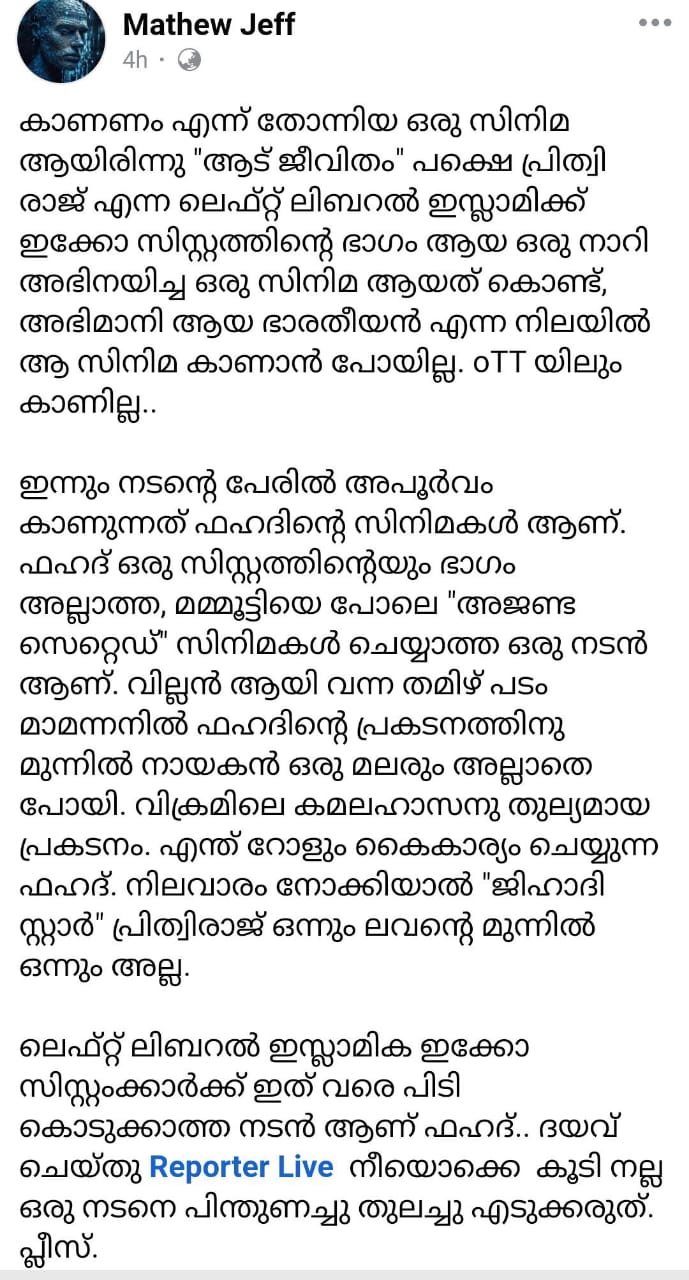 Mathew Jeff
4h ·
കാണണം എന്ന് തോന്നിയ ഒരു സിനിമ
ആയിരിന്നു "ആട് ജീവിതം" പക്ഷെ പ്രിത്വി
രാജ് എന്ന ലെഫ്റ്റ് ലിബറൽ ഇസ്ലാമിക്ക്
ഇക്കോ സിസ്റ്റത്തിന്റെ ഭാഗം ആയ ഒരു നാറി
അഭിനയിച്ച ഒരു സിനിമ ആയത് കൊണ്ട്,
അഭിമാനി ആയ ഭാരതീയൻ എന്ന നിലയിൽ
ആ സിനിമ കാണാൻ പോയില്ല. oTT യിലും
കാണില്ല..
ഇന്നും നടന്റെ പേരിൽ അപൂർവം
കാണുന്നത് ഫഹദിന്റെ സിനിമകൾ ആണ്.
ഫഹദ് ഒരു സിസ്റ്റത്തിന്റെയും ഭാഗം
അല്ലാത്ത, മമ്മൂട്ടിയെ പോലെ "അജണ്ട
സെറ്റെഡ്" സിനിമകൾ ചെയ്യാത്ത ഒരു നടൻ
ആണ്. വില്ലൻ ആയി വന്ന തമിഴ് പടം
മാമന്നനിൽ ഫഹദിന്റെ പ്രകടനത്തിനു
മുന്നിൽ നായകൻ ഒരു മലരും അല്ലാതെ
പോയി. വിക്രമിലെ കമലഹാസനു തുല്യമായ
പ്രകടനം. എന്ത് റോളും കൈകാര്യം ചെയ്യുന്ന
ഫഹദ്. നിലവാരം നോക്കിയാൽ "ജിഹാദി
സ്റ്റാർ" പ്രിത്വിരാജ് ഒന്നും ലവന്റെ മുന്നിൽ
ഒന്നും അല്ല.
ലെഫ്റ്റ് ലിബറൽ ഇസ്ലാമിക ഇക്കോ
സിസ്റ്റംക്കാർക്ക് ഇത് വരെ പിടി
കൊടുക്കാത്ത നടൻ ആണ് ഫഹദ്.. ദയവ്
ചെയ്തു Reporter Live നീയൊക്കെ കൂടി നല്ല
ഒരു നടനെ പിന്തുണച്ചു തുലച്ചു എടുക്കരുത്.
പ്ലീസ്.